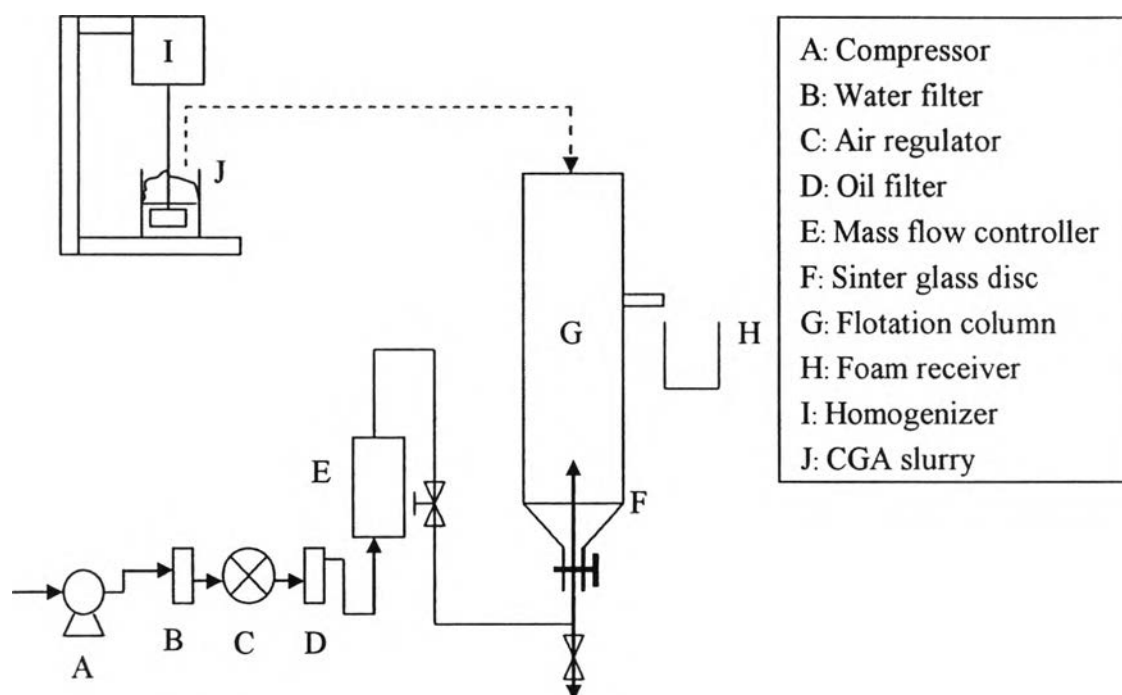 I
J
G
H
E
F
B
C
D
A
A: Compressor
B: Water filter
C: Air regulator
D: Oil filter
E: Mass flow controller
F: Sinter glass disc
G: Flotation column
H: Foam receiver
I: Homogenizer
J: CGA slurry